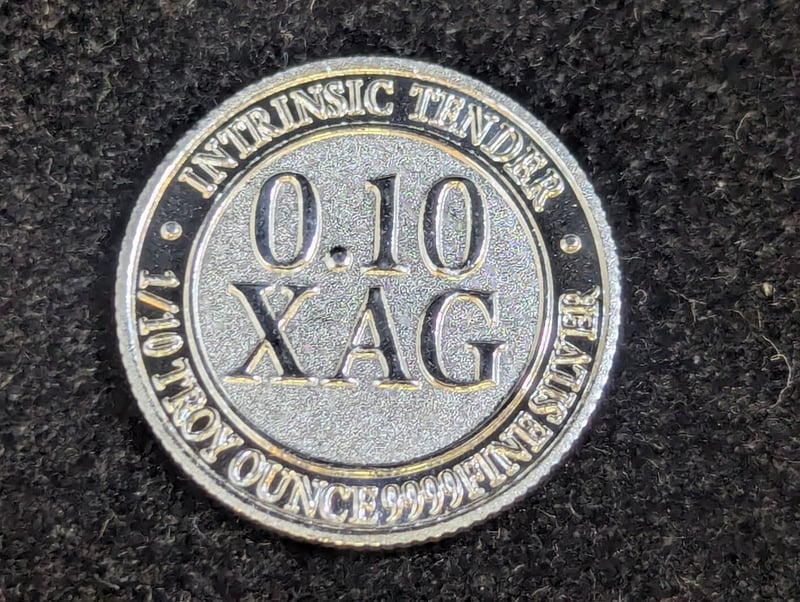 INTRINSIC TENDER
0.10
XAG
1/10 TROY OUNCE 9999 FINE SILVER